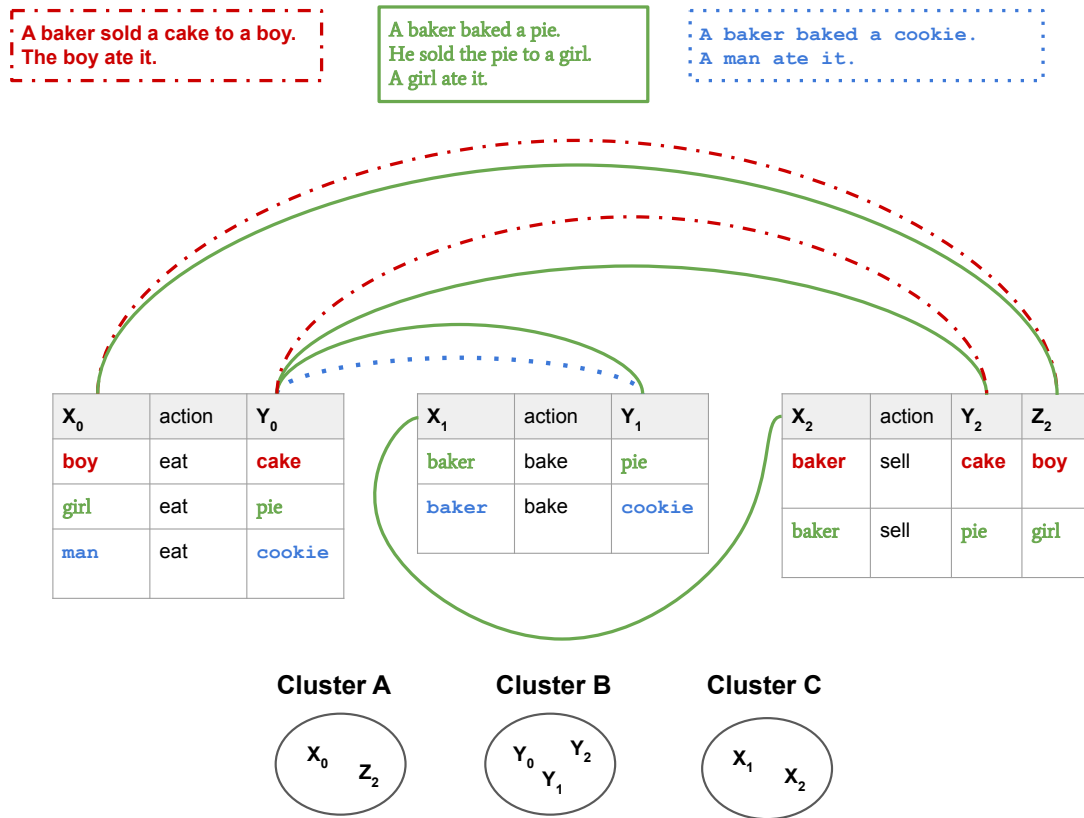 A baker sold a cake to a boy.
The boy ate it.
A baker baked a pie.
He sold the pie to a girl.
A girl ate it.
A baker baked a cookie.
A man ate it.
X0 action Y0
boy eat cake
girl eat pie
man eat cookie
X1 action Y1
baker bake pie
baker bake cookie
X2 action Y2 Z2
baker sell cake boy
baker sell pie girl
Cluster A
X0
Z2
Cluster B
Y0 Y2
Y1
Cluster C
X1
X2